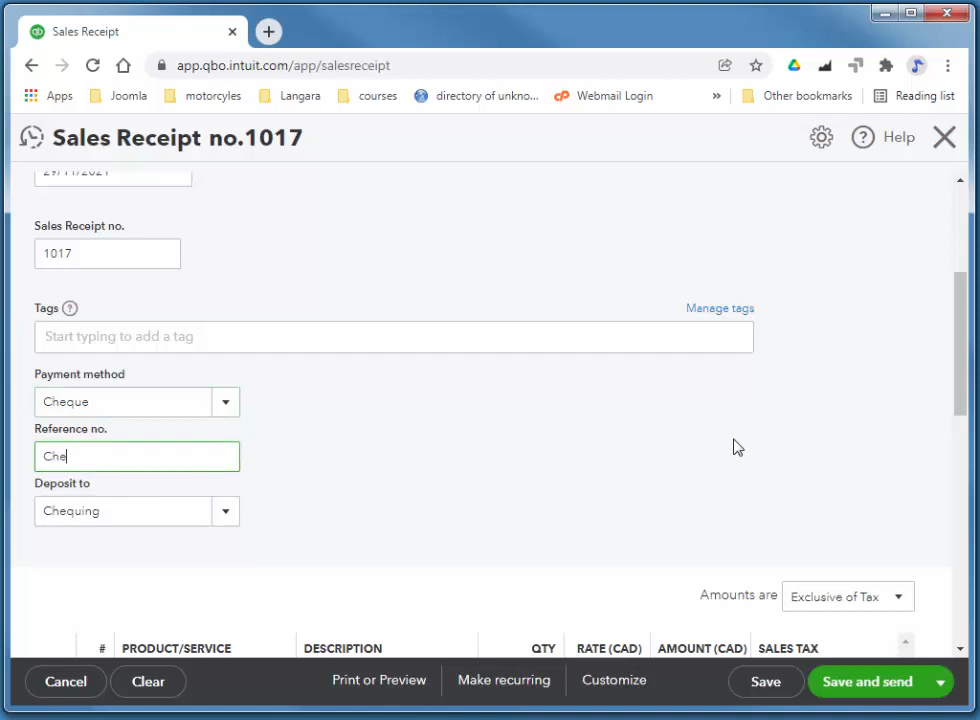 Sales Receipt
app.qbo.intuit.com/app/salesreceipt
Apps Joomla motorcyles Langara courses directory of unkno... Webmail Login » Other bookmarks Reading list
Sales Receipt no.1017 Help
29/11/2021
Sales Receipt no.
1017
Tags ?
Manage tags
Start typing to add a tag
Payment method
Cheque
Reference no.
Che
Deposit to
Chequing
Amounts are Exclusive of Tax
# PRODUCT/SERVICE DESCRIPTION QTY RATE (CAD) AMOUNT (CAD) SALES TAX
Cancel Clear Print or Preview Make recurring Customize Save Save and send